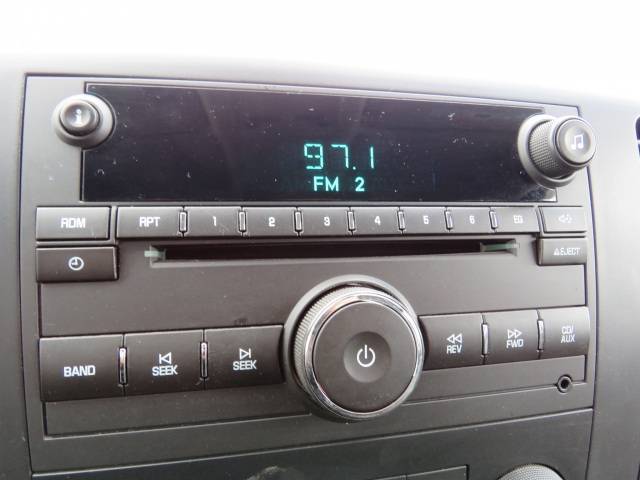 97.1
FM 2
RDM RPT 1 2 3 4 5 6 EQ
EJECT
BAND SEEK SEEK REV FWD CD/
AUX